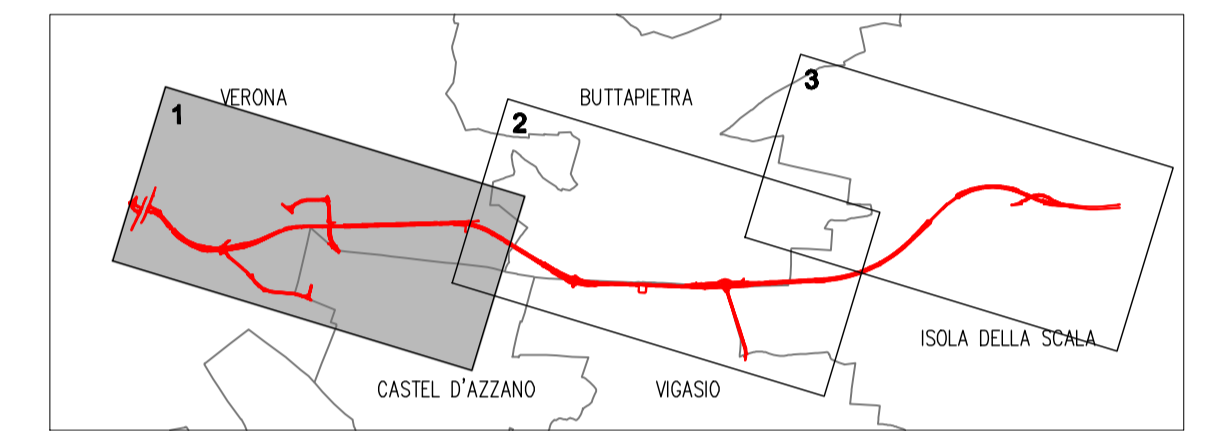 3
VERONA
BUTTAPIETRA
1
2
ISOLA DELLA SCALA
CASTEL D'AZZANO
VIGASIO